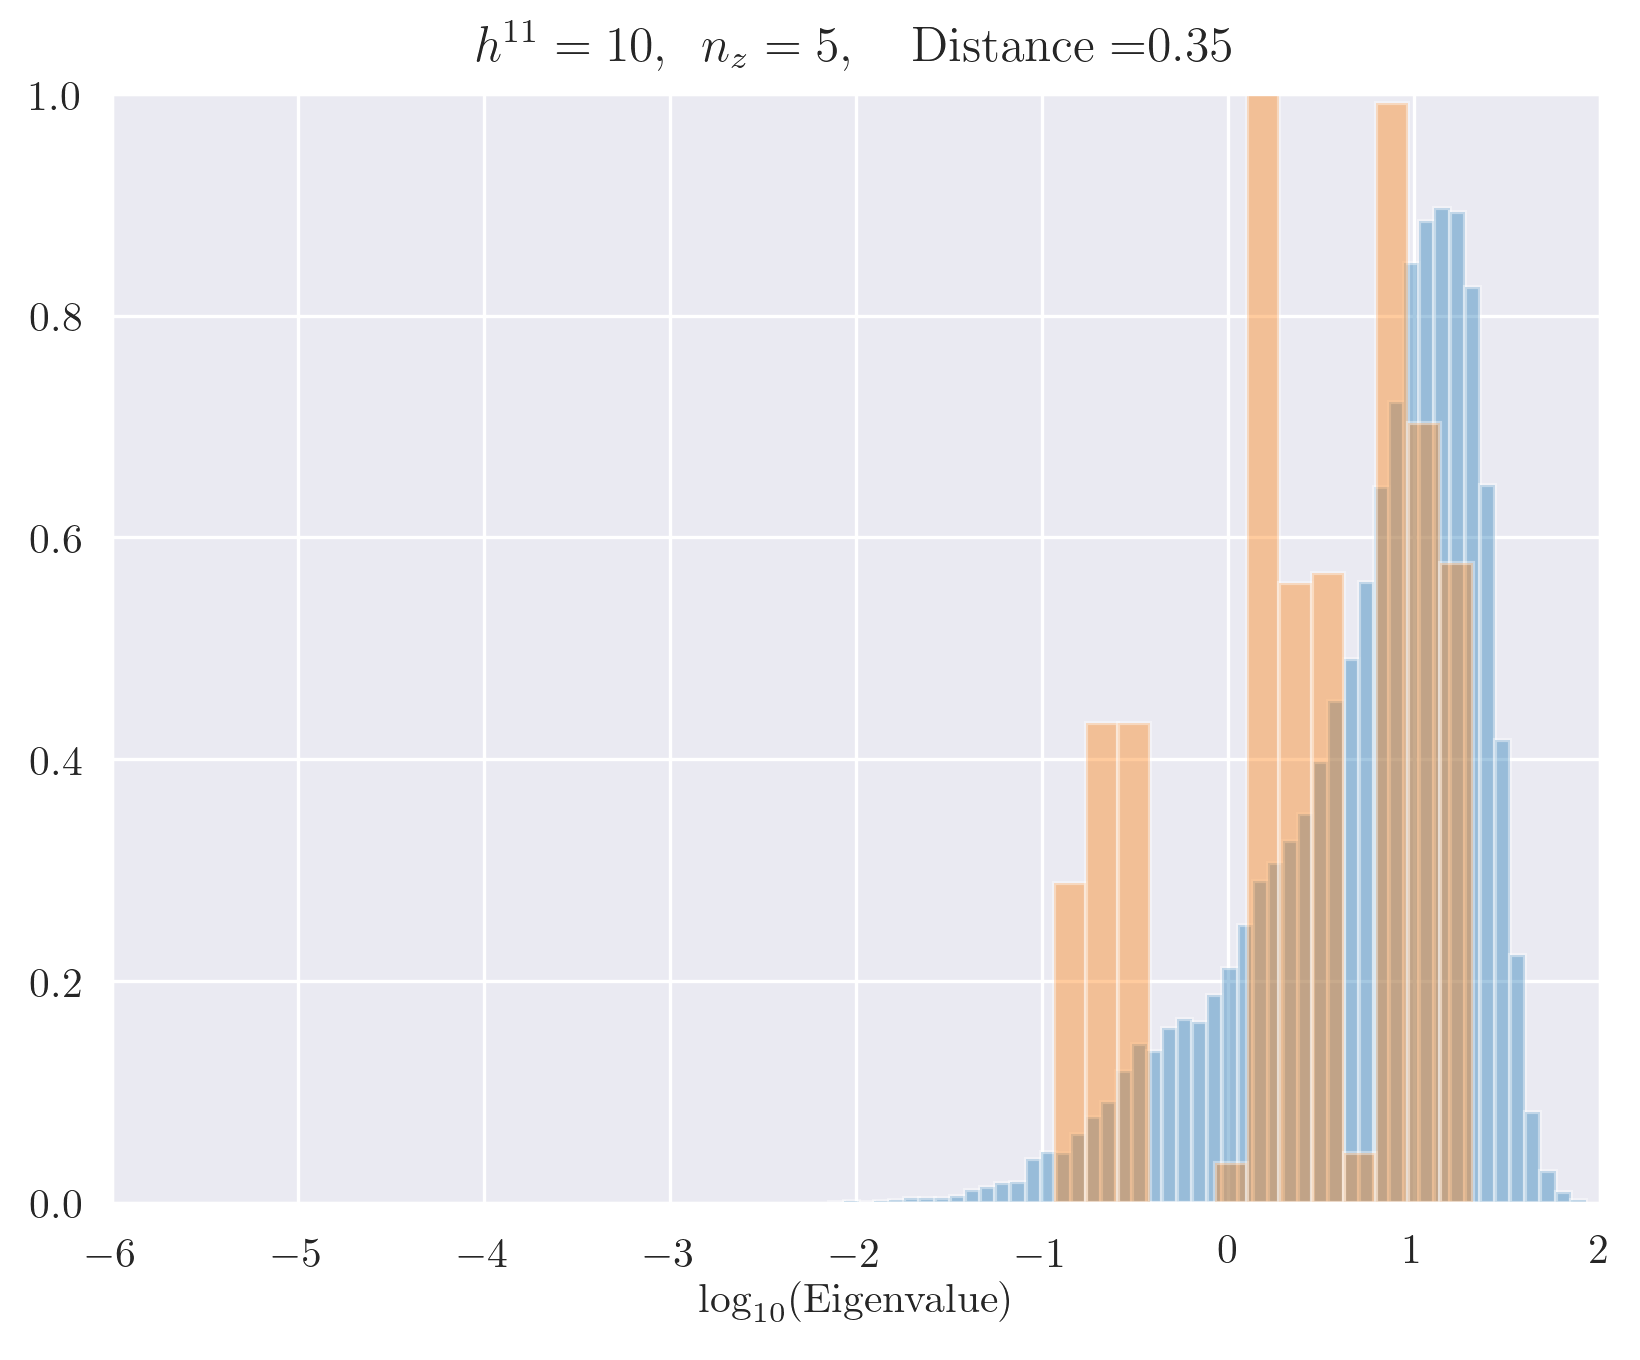 h¹¹ = 10, n_z = 5, Distance =0.35
1.0
0.8
0.6
0.4
0.2
0.0
−6 −5 −4 −3 −2 −1 0 1 2
log₁₀(Eigenvalue)